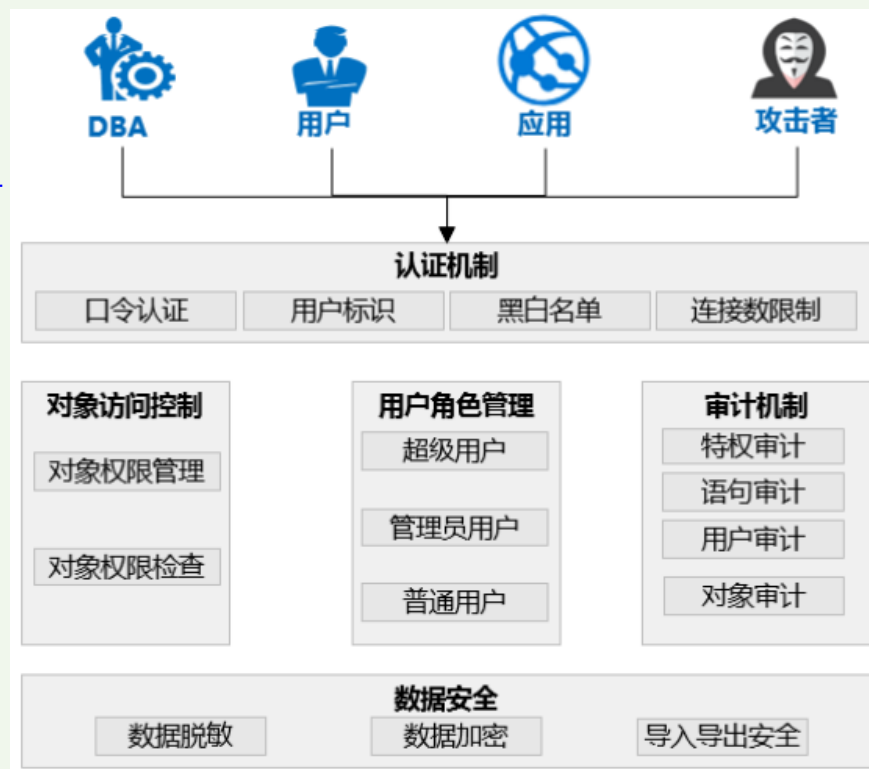 DBA 用户 应用 攻击者
认证机制
口令认证 用户标识 黑白名单 连接数限制
对象访问控制
对象权限管理
对象权限检查
用户角色管理
超级用户
管理员用户
普通用户
审计机制
特权审计
语句审计
用户审计
对象审计
数据安全
数据脱敏 数据加密 导入导出安全